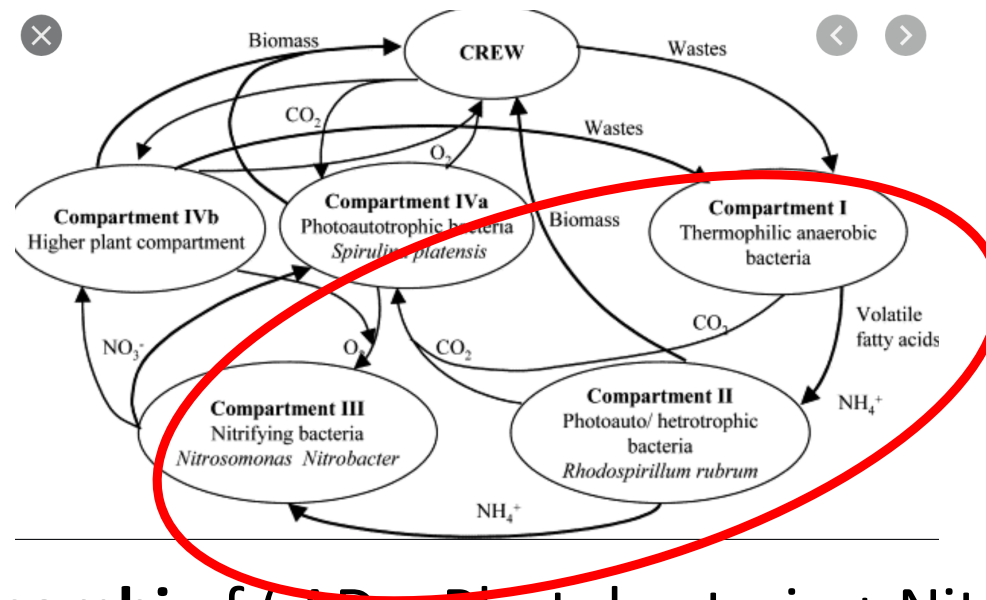 Biomass
CREW
Wastes
CO2
Wastes
O2
Compartment IVb
Higher plant compartment
Compartment IVa
Photoautotrophic bacteria
Spirulina platensis
Biomass
Compartment I
Thermophilic anaerobic
bacteria
Volatile
fatty acids
CO2
NO3-
O2
CO2
NH4+
Compartment III
Nitrifying bacteria
Nitrosomonas Nitrobacter
Compartment II
Photoauto/ hetrotrophic
bacteria
Rhodospirillum rubrum
NH4+